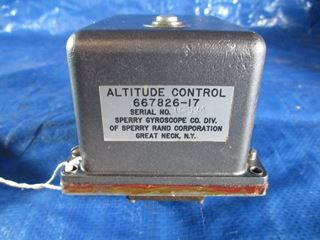 ALTITUDE CONTROL
667826-17
SERIAL NO.
SPERRY GYROSCOPE CO. DIV.
OF SPERRY RAND CORPORATION
GREAT NECK, N.Y.